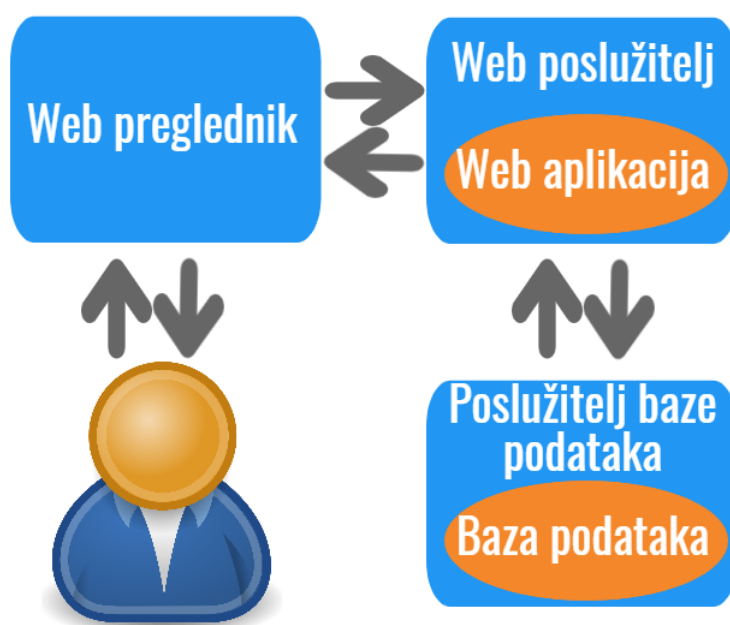 Web preglednik
Web poslužitelj
Web aplikacija
Poslužitelj baze
podataka
Baza podataka